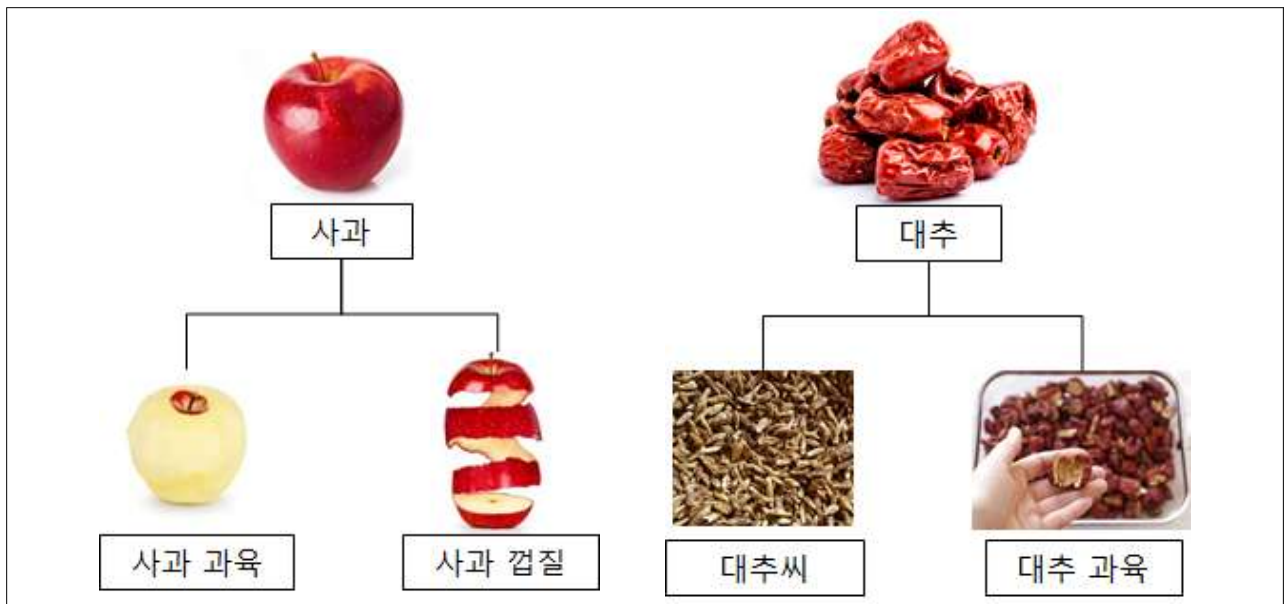 사과
대추
사과 과육
사과 껍질
대추씨
대추 과육